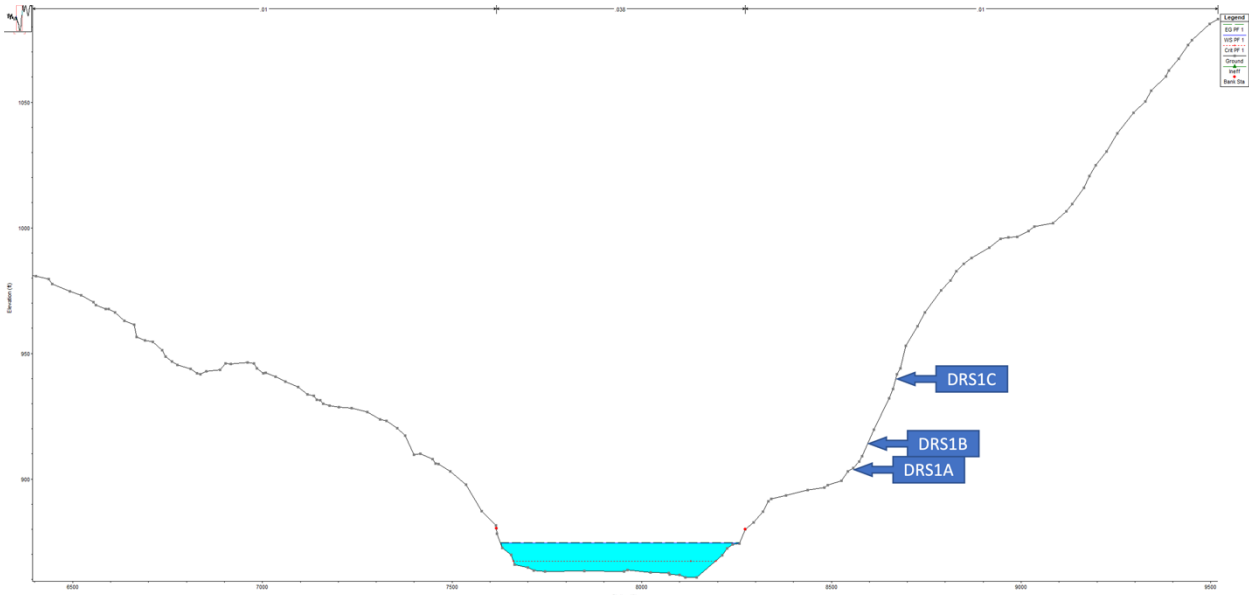 .01
.035
.01
Legend
EG PF 1
WS PF 1
Crit PF 1
Ground
Ineff
Bank Sta
1050
1000
950
900
Elevation (ft)
DRS1C
DRS1B
DRS1A
6500
7000
7500
8000
8500
9000
9500